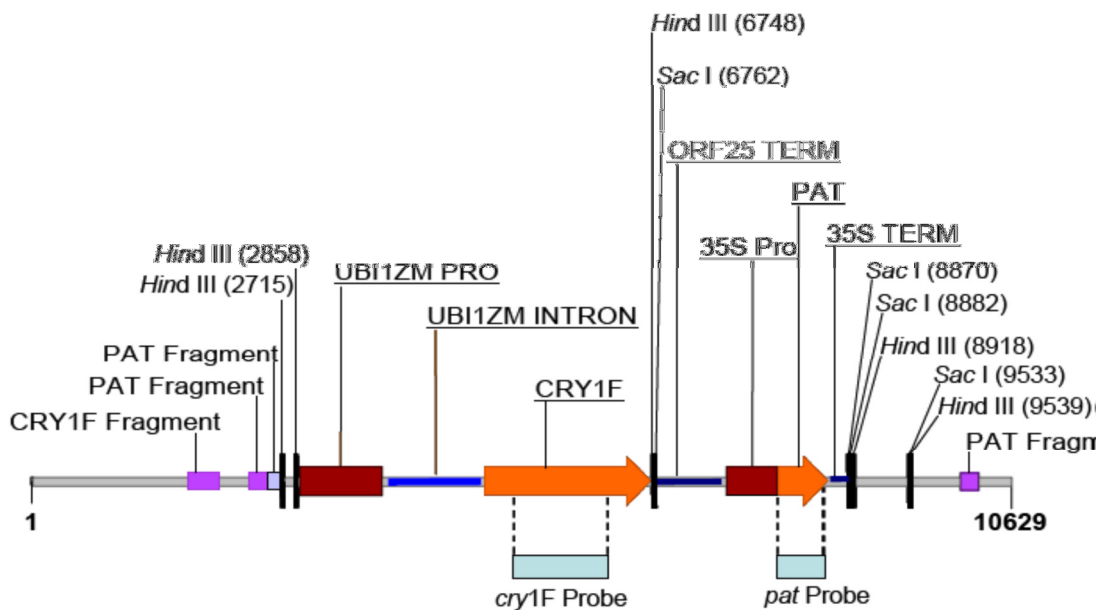 Hind III (6748)
Sac I (6762)
ORF25 TERM
PAT
35S Pro
35S TERM
Hind III (2858)
Hind III (2715)
UBI1ZM PRO
UBI1ZM INTRON
Sac I (8870)
Sac I (8882)
Hind III (8918)
Sac I (9533)
Hind III (9539)
PAT Fragment
PAT Fragment
CRY1F Fragment
CRY1F
PAT Fragm
1
10629
cry1F Probe
pat Probe